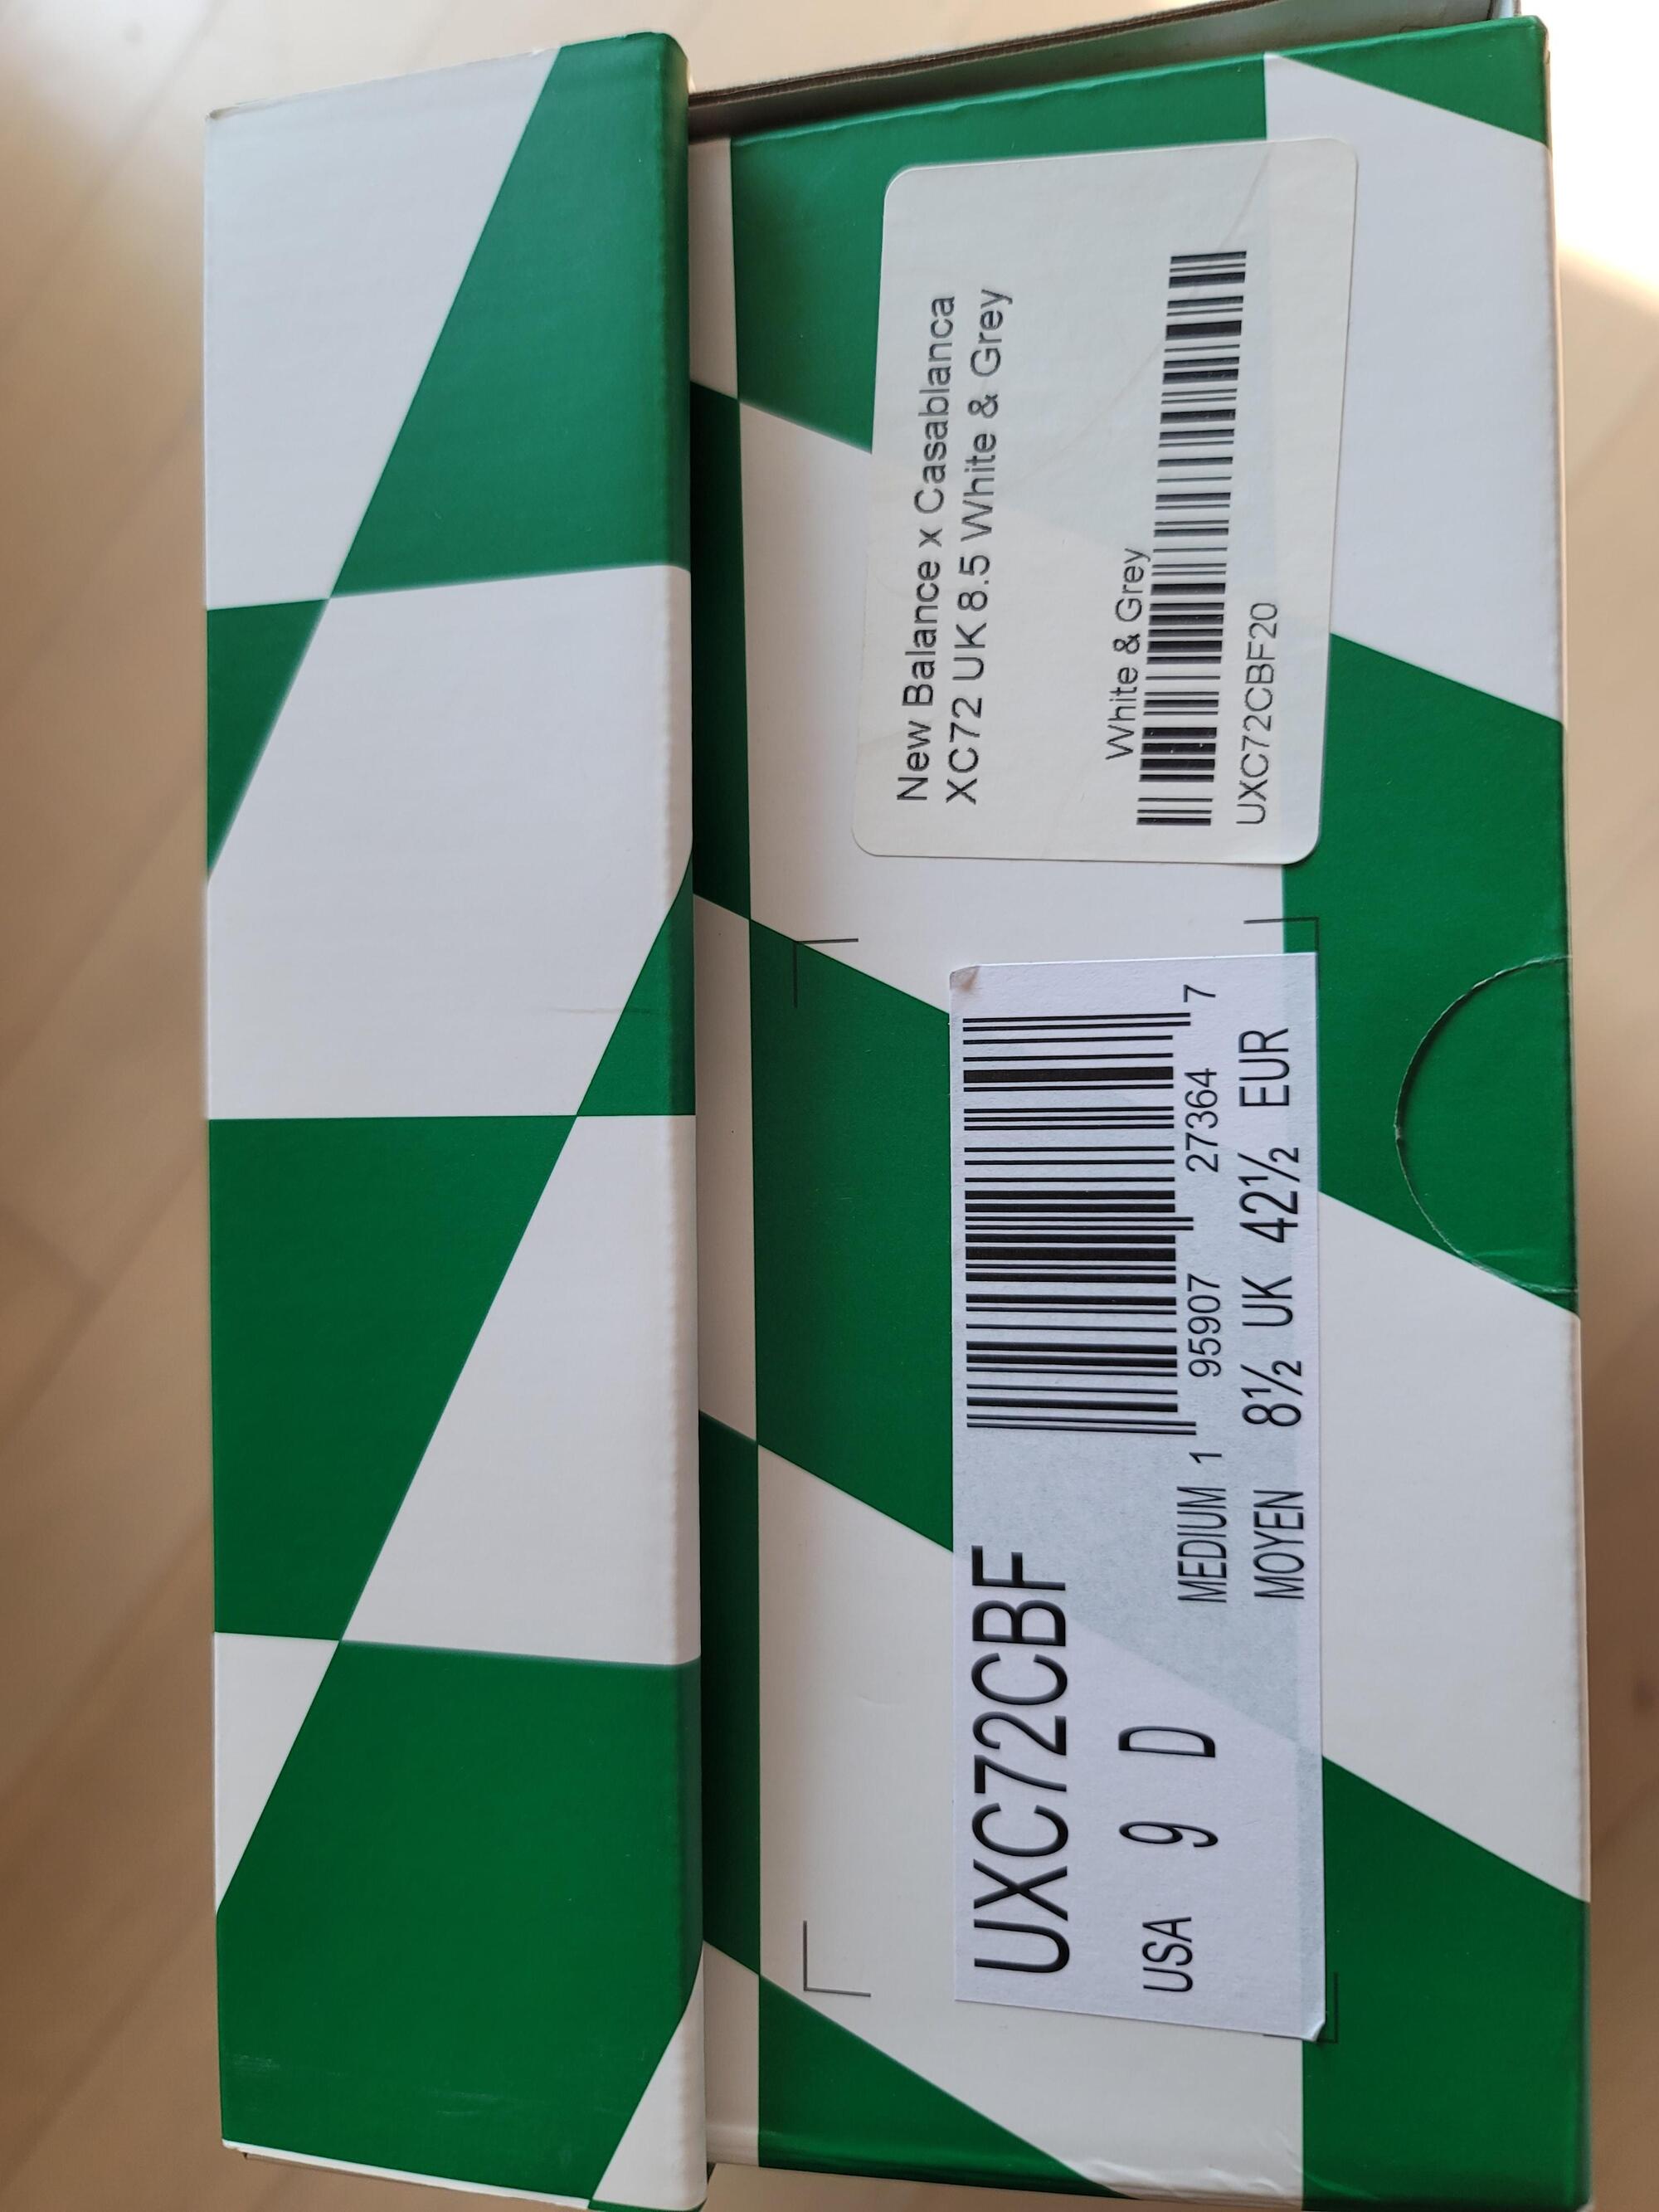 UXC72CBF
USA 9 D
MEDIUM 1 95907 27364 7
MOYEN 8½ UK 42½ EUR
New Balance x Casablanca
XC72 UK 8.5 White & Grey
White & Grey
UXC72CBF20